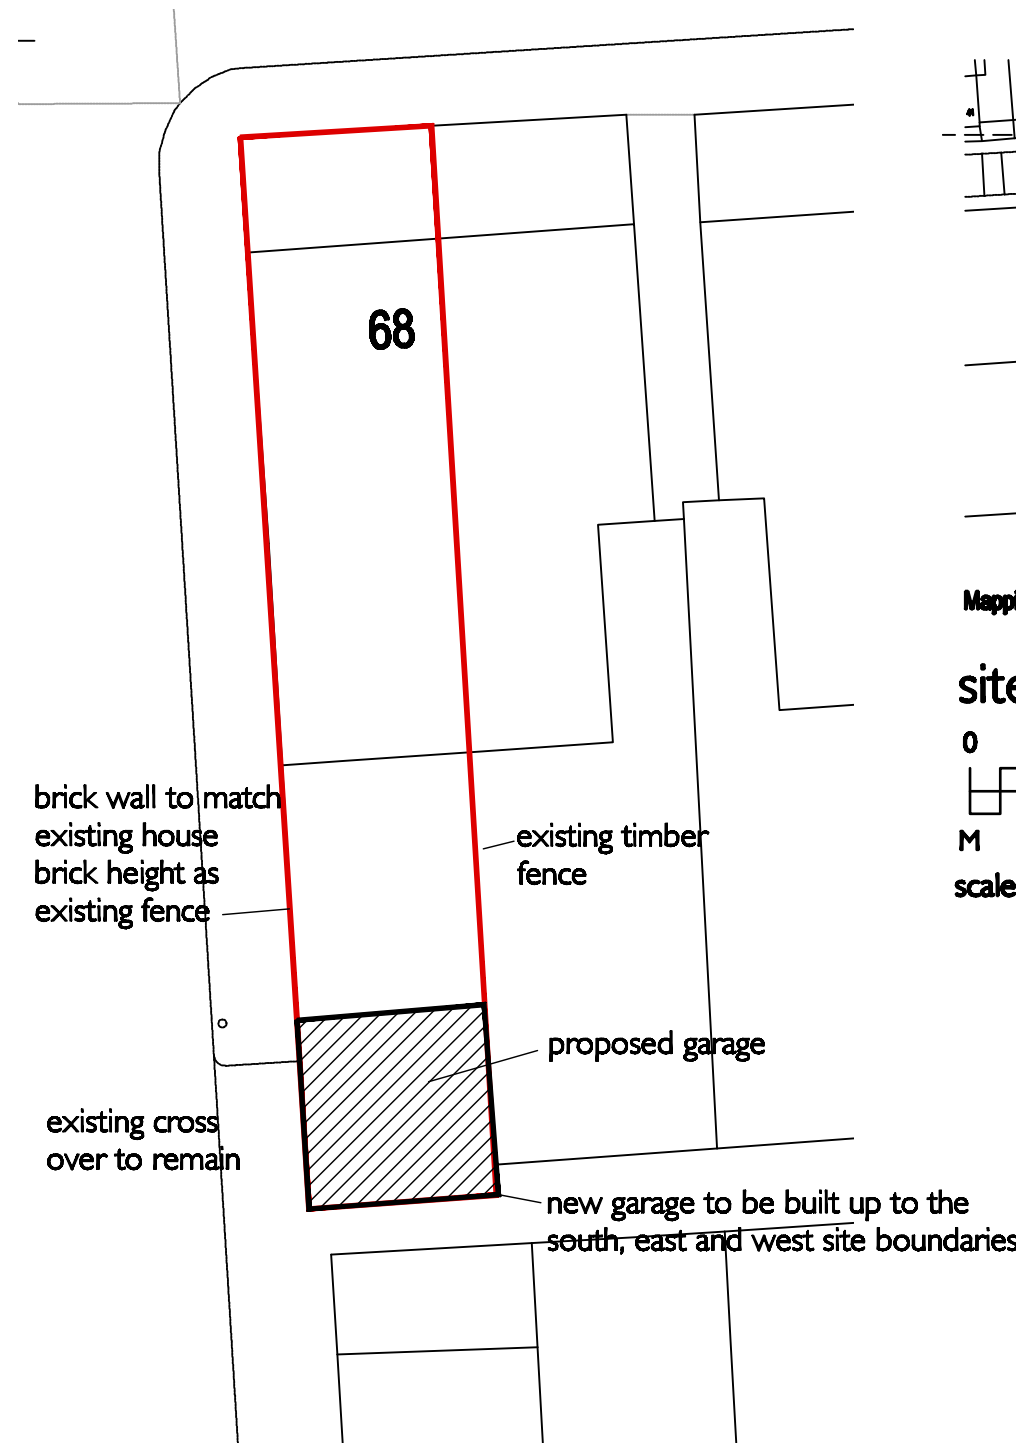 68
brick wall to match
existing house
brick height as
existing fence
existing timber
fence
proposed garage
existing cross
over to remain
new garage to be built up to the
south, east and west site boundaries
site
0
M
scale